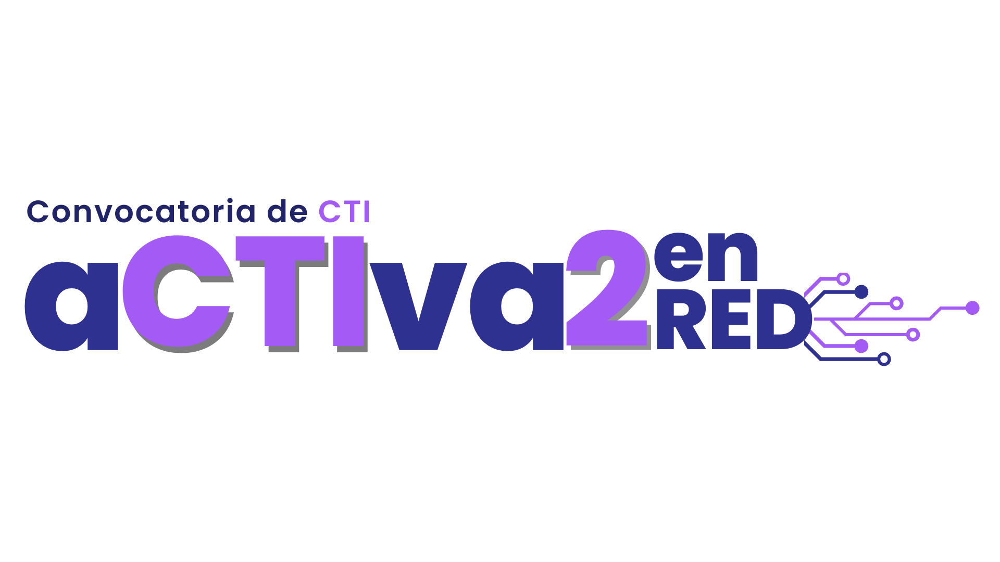 Convocatoria de CTI
aCTIva2 en
RED